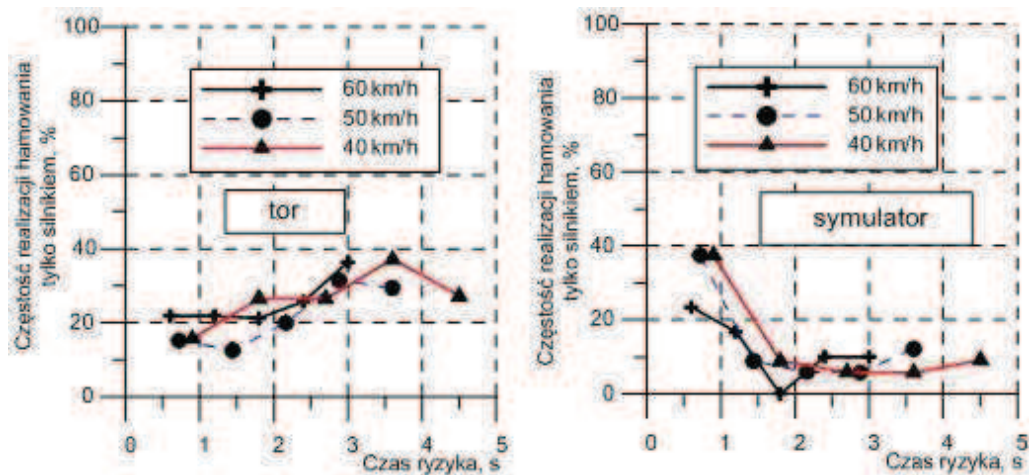 Częstość realizacji hamowania
tylko silnikiem, %
100
80
60
40
20
0
60 km/h
50 km/h
40 km/h
tor
0
1
2
3
4
5
Czas ryzyka, s
Częstość realizacji hamowania
tylko silnikiem, %
100
80
60
40
20
0
60 km/h
50 km/h
40 km/h
symulator
0
1
2
3
4
5
Czas ryzyka, s